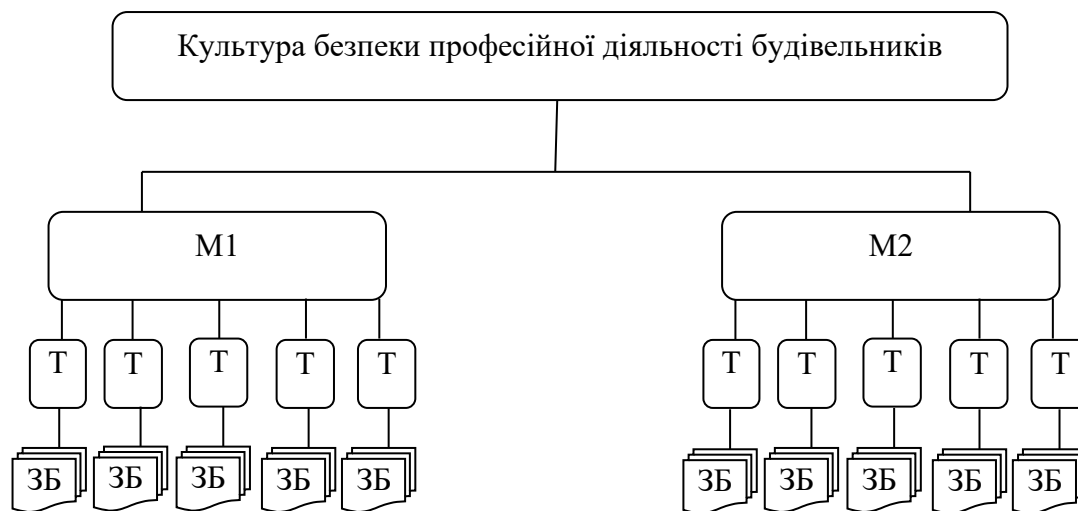 Культура безпеки професійної діяльності будівельників
М1 М2
Т Т Т Т Т Т Т Т Т Т
ЗБ ЗБ ЗБ ЗБ ЗБ ЗБ ЗБ ЗБ ЗБ ЗБ